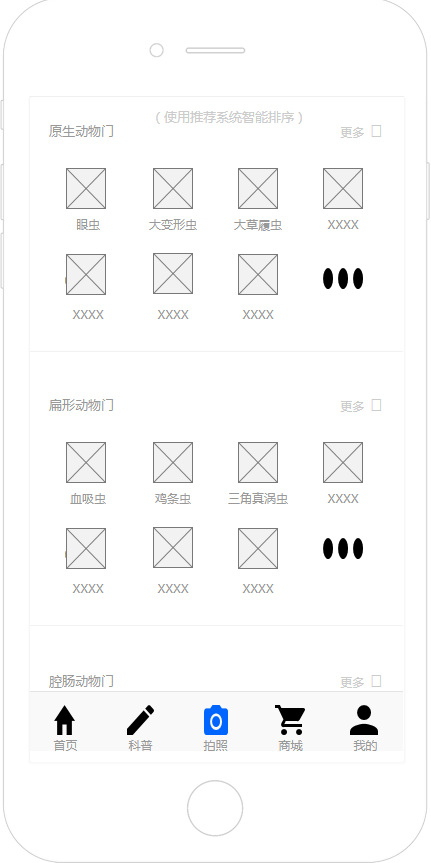 （使用推荐系统智能排序）
原生动物门 更多
眼虫 大变形虫 大草履虫 XXXX
XXXX XXXX XXXX
扁形动物门 更多
血吸虫 鸡条虫 三角真涡虫 XXXX
XXXX XXXX XXXX
腔肠动物门 更多
首页 科普 拍照 商城 我的